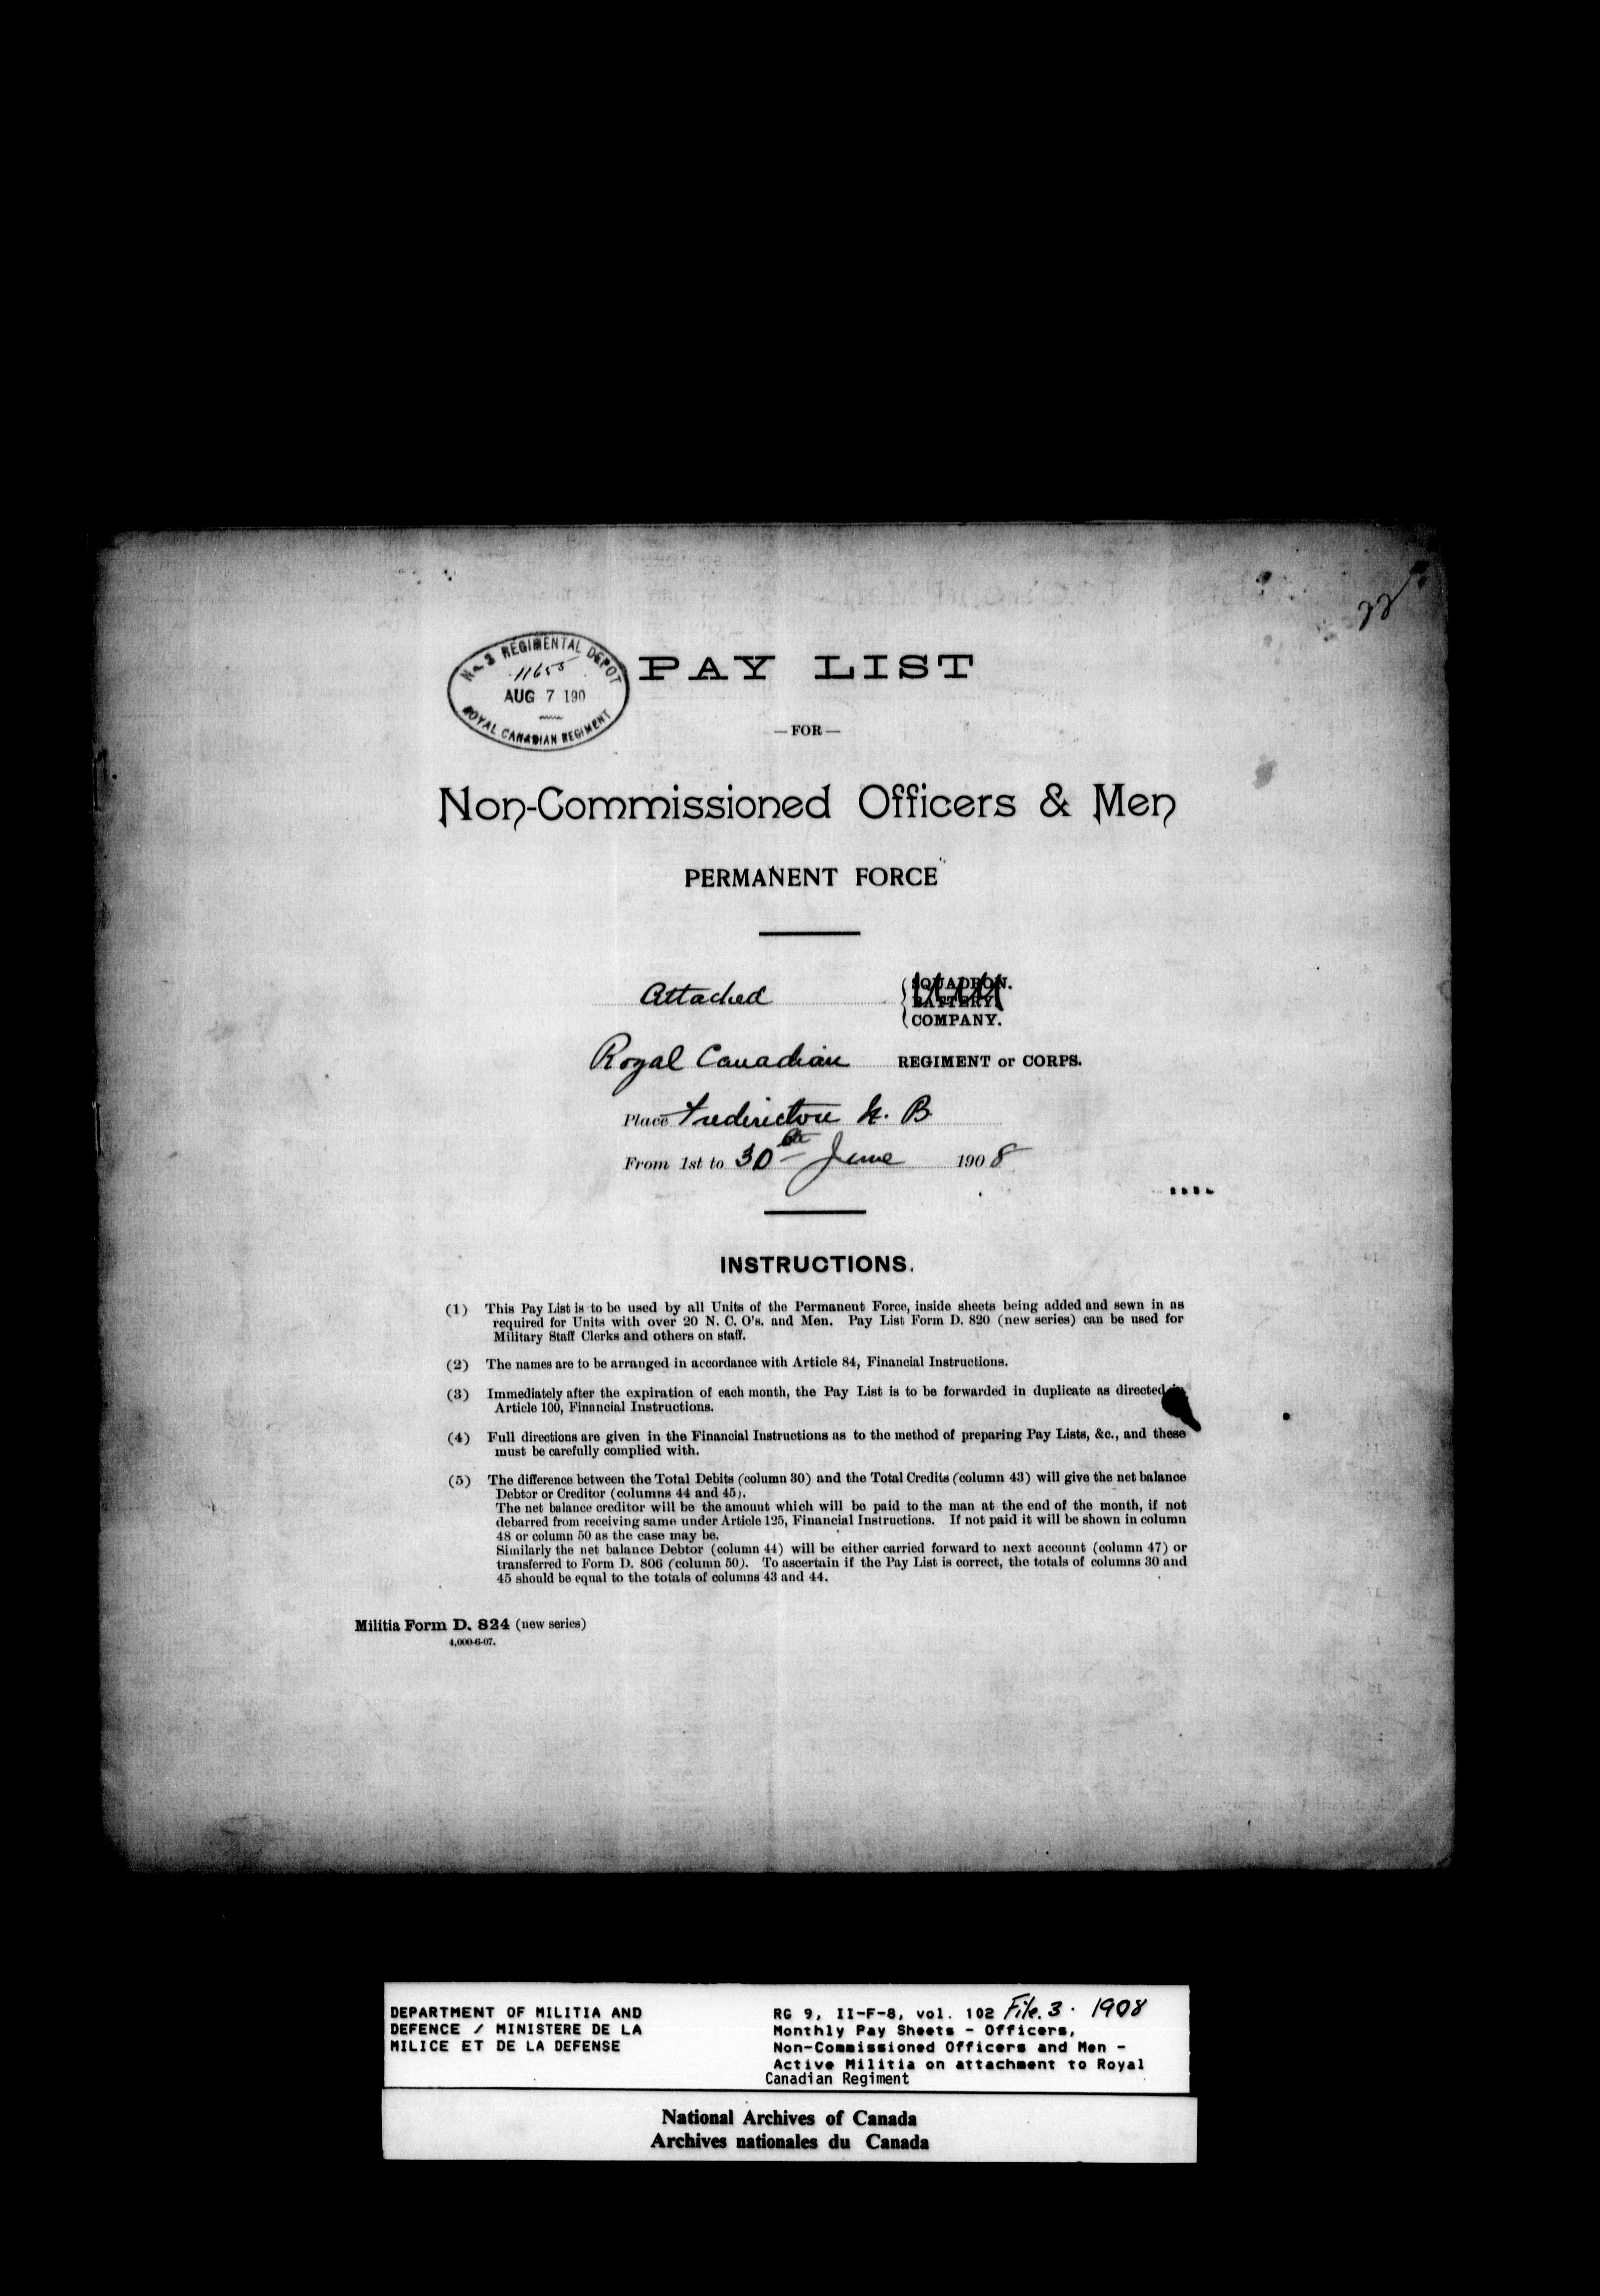 No. 3 REGIMENTAL DEPOT
11655
AUG 7 190
ROYAL CANADIAN REGIMENT
PAY LIST
— FOR —
Non-Commissioned Officers & Men
PERMANENT FORCE
Attached
SQUADRON.
BATTERY.
COMPANY.
Royal Canadian REGIMENT or CORPS.
Place Fredericton N. B.
From 1st to 30th June 1908
INSTRUCTIONS.
(1) This Pay List is to be used by all Units of the Permanent Force, inside sheets being added and sewn in as
required for Units with over 20 N. C. O's. and Men. Pay List Form D. 820 (new series) can be used for
Military Staff Clerks and others on staff.
(2) The names are to be arranged in accordance with Article 84, Financial Instructions.
(3) Immediately after the expiration of each month, the Pay List is to be forwarded in duplicate as directed in
Article 100, Financial Instructions.
(4) Full directions are given in the Financial Instructions as to the method of preparing Pay Lists, &c., and these
must be carefully complied with.
(5) The difference between the Total Debits (column 30) and the Total Credits (column 43) will give the net balance
Debtor or Creditor (columns 44 and 45).
The net balance creditor will be the amount which will be paid to the man at the end of the month, if not
debarred from receiving same under Article 125, Financial Instructions. If not paid it will be shown in column
48 or column 50 as the case may be.
Similarly the net balance Debtor (column 44) will be either carried forward to next account (column 47) or
transferred to Form D. 806 (column 50). To ascertain if the Pay List is correct, the totals of columns 30 and
45 should be equal to the totals of columns 43 and 44.
Militia Form D. 824 (new series)
4,000-6-07.
DEPARTMENT OF MILITIA AND
DEFENCE / MINISTERE DE LA
MILICE ET DE LA DEFENSE
RG 9, II-F-8, vol. 102 File. 3. 1908
Monthly Pay Sheets - Officers,
Non-Commissioned Officers and Men -
Active Militia on attachment to Royal
Canadian Regiment
National Archives of Canada
Archives nationales du Canada